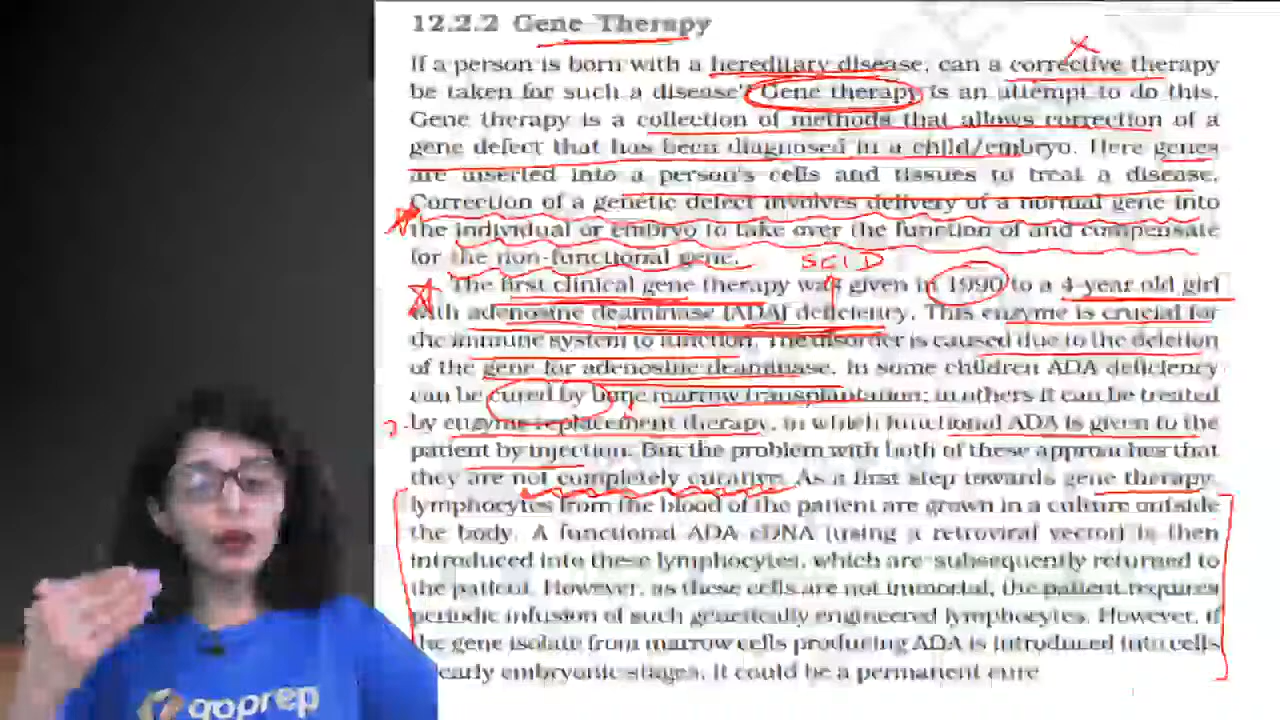 12.2.2 Gene Therapy
If a person is born with a hereditary disease, can a corrective therapy
be taken for such a disease? Gene therapy is an attempt to do this.
Gene therapy is a collection of methods that allows correction of a
gene defect that has been diagnosed in a child/embryo. Here genes
are inserted into a person's cells and tissues to treat a disease.
Correction of a genetic defect involves delivery of a normal gene into
the individual or embryo to take over the function of and compensate
for the non-functional gene.
SCID
The first clinical gene therapy was given in 1990 to a 4-year old girl
with adenosine deaminase (ADA) deficiency. This enzyme is crucial for
the immune system to function. The disorder is caused due to the deletion
of the gene for adenosine deaminase. In some children ADA deficiency
can be cured by bone marrow transplantation; in others it can be treated
by enzyme replacement therapy, in which functional ADA is given to the
patient by injection. But the problem with both of these approaches that
they are not completely curative. As a first step towards gene therapy,
lymphocytes from the blood of the patient are grown in a culture outside
the body. A functional ADA cDNA (using a retroviral vector) is then
introduced into these lymphocytes, which are subsequently returned to
the patient. However, as these cells are not immortal, the patient requires
periodic infusion of such genetically engineered lymphocytes. However, if
the gene isolate from marrow cells producing ADA is introduced into cells
early embryonic stages, it could be a permanent cure
goprep